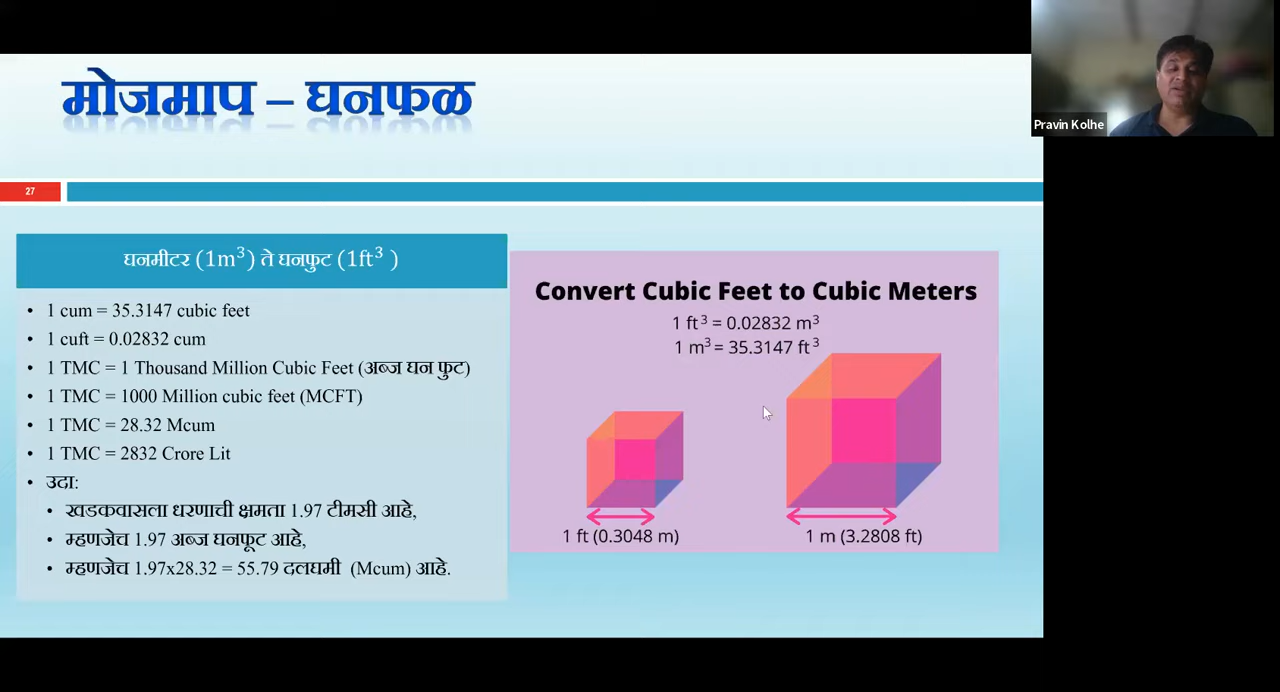 मोजमाप – घनफळ
Pravin Kolhe
27
घनमीटर (1m³) ते घनफुट (1ft³ )
• 1 cum = 35.3147 cubic feet
• 1 cuft = 0.02832 cum
• 1 TMC = 1 Thousand Million Cubic Feet (अब्ज घन फुट)
• 1 TMC = 1000 Million cubic feet (MCFT)
• 1 TMC = 28.32 Mcum
• 1 TMC = 2832 Crore Lit
• उदा:
• खडकवासला धरणाची क्षमता 1.97 टीमसी आहे,
• म्हणजेच 1.97 अब्ज घनफूट आहे,
• म्हणजेच 1.97x28.32 = 55.79 दलघमी (Mcum) आहे.
Convert Cubic Feet to Cubic Meters
1 ft³ = 0.02832 m³
1 m³ = 35.3147 ft³
1 ft (0.3048 m)
1 m (3.2808 ft)